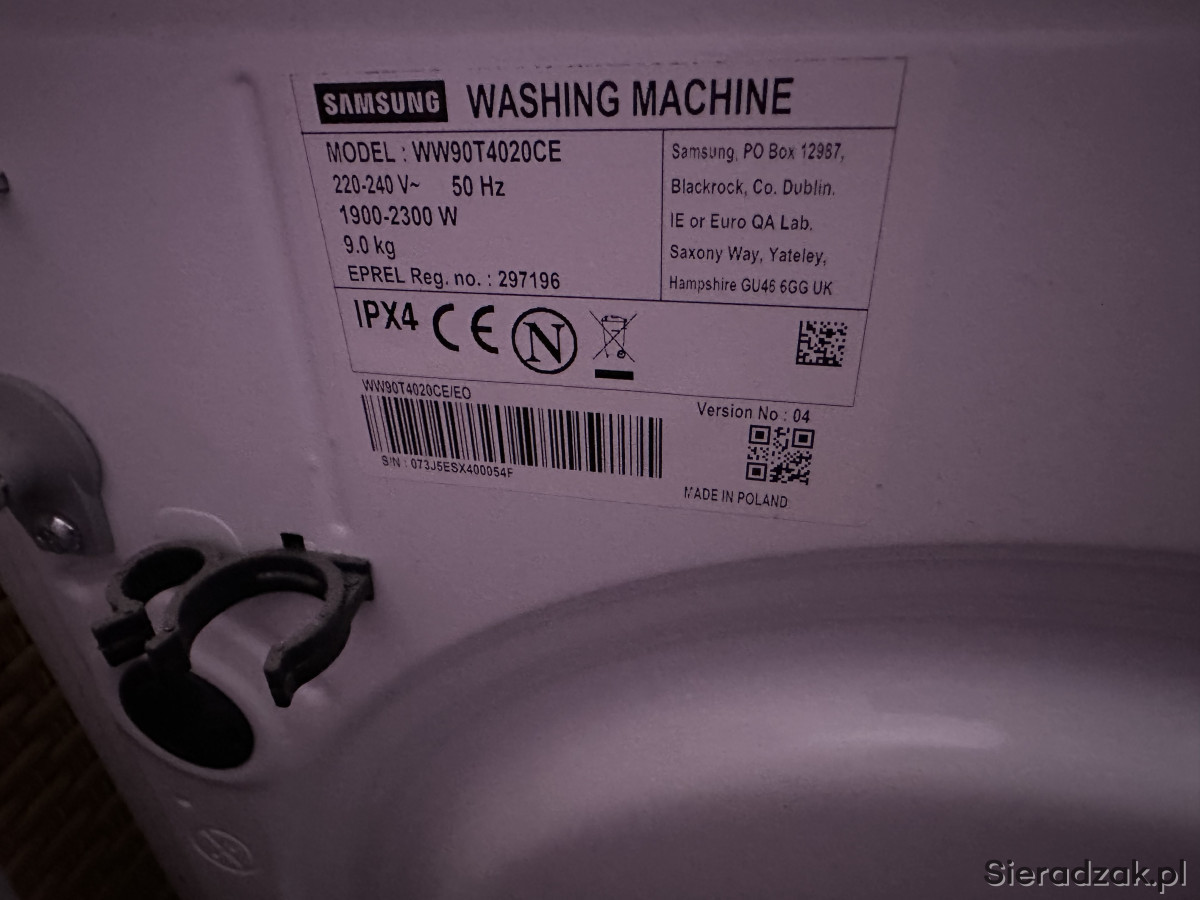 SAMSUNG WASHING MACHINE
MODEL : WW90T4020CE
220-240 V~ 50 Hz
1900-2300 W
9.0 kg
EPREL Reg. no. : 297196
Samsung, PO Box 12987,
Blackrock, Co. Dublin.
IE or Euro QA Lab.
Saxony Way, Yateley,
Hampshire GU46 6GG UK
IPX4 CE N
WW90T4020CE/EO
S/N : 073J5ESX400054F
Version No : 04
MADE IN POLAND
Sieradzak.pl